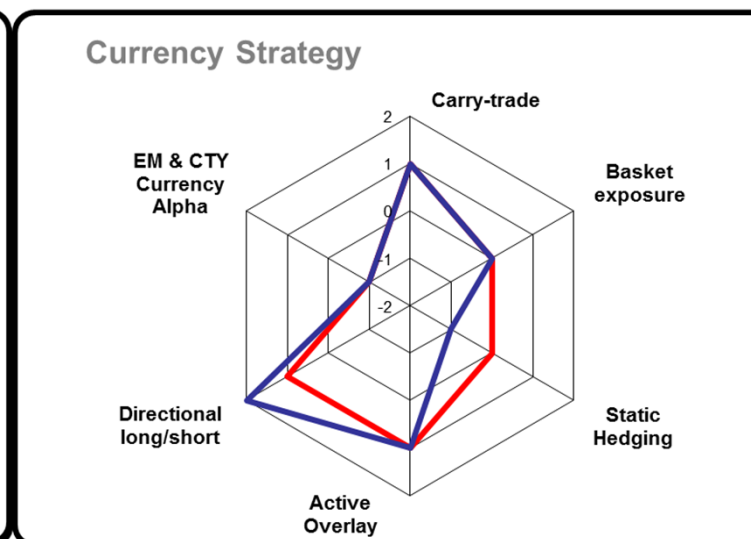 Currency Strategy
Carry-trade
2
EM & CTY
Currency
Alpha
1
Basket
exposure
0
-1
-2
Directional
long/short
Static
Hedging
Active
Overlay